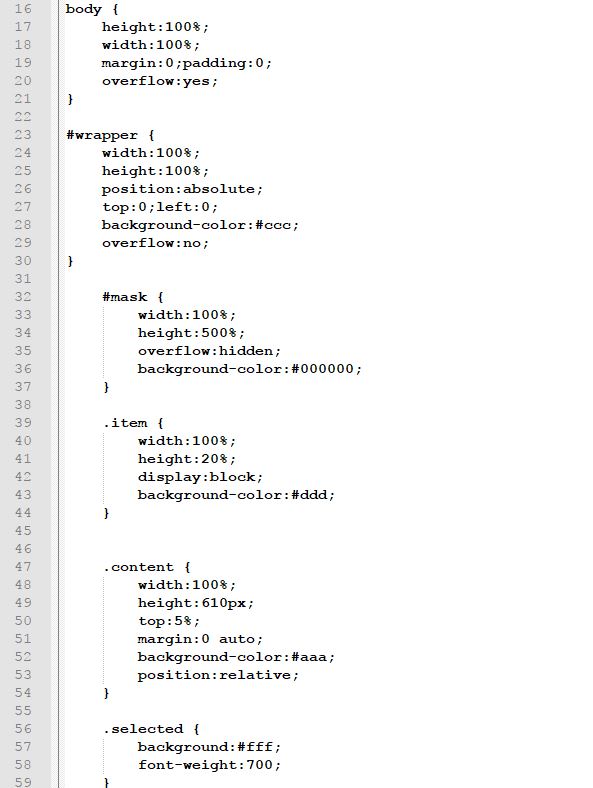 16 body {
17 height:100%;
18 width:100%;
19 margin:0;padding:0;
20 overflow:yes;
21 }
22
23 #wrapper {
24 width:100%;
25 height:100%;
26 position:absolute;
27 top:0;left:0;
28 background-color:#ccc;
29 overflow:no;
30 }
31
32 #mask {
33 width:100%;
34 height:500%;
35 overflow:hidden;
36 background-color:#000000;
37 }
38
39 .item {
40 width:100%;
41 height:20%;
42 display:block;
43 background-color:#ddd;
44 }
45
46
47 .content {
48 width:100%;
49 height:610px;
50 top:5%;
51 margin:0 auto;
52 background-color:#aaa;
53 position:relative;
54 }
55
56 .selected {
57 background:#fff;
58 font-weight:700;
59 }